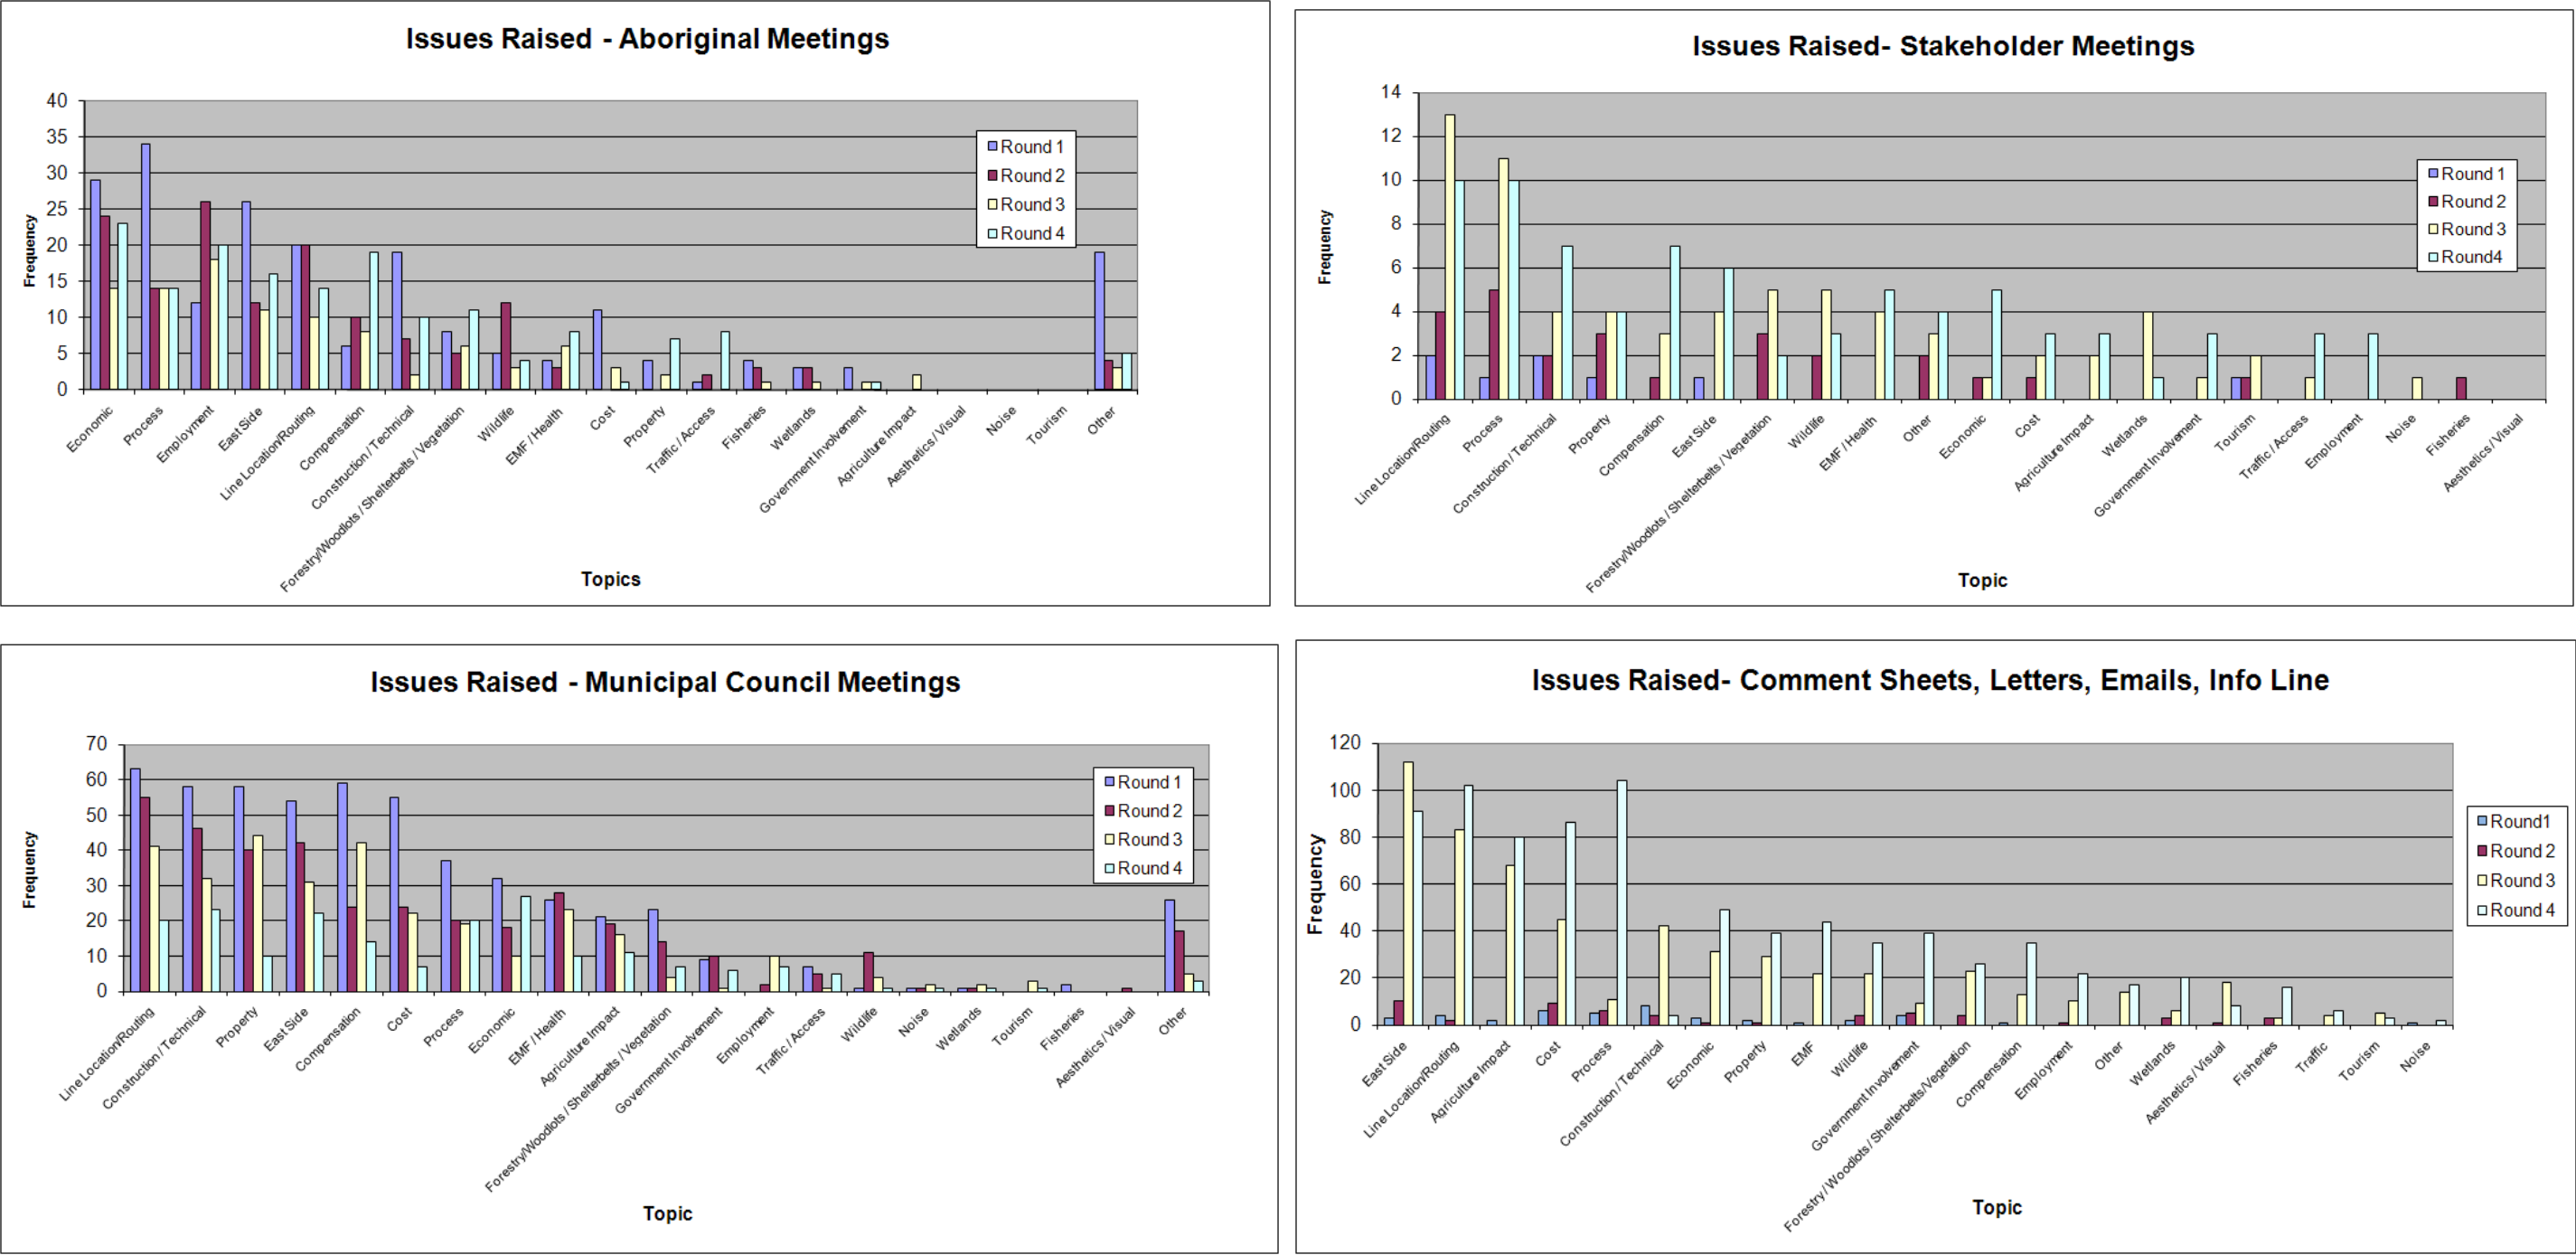 Issues Raised - Aboriginal Meetings
40
35
30
25
20
15
10
5
0
Frequency
Round 1
Round 2
Round 3
Round 4
Economic
Process
Employment
East Side
Line Location/Routing
Compensation
Construction / Technical
Forestry/Woodlots / Shelterbelts / Vegetation
Wildlife
EMF / Health
Cost
Property
Traffic / Access
Fisheries
Wetlands
Government Involvement
Agriculture Impact
Aesthetics / Visual
Noise
Tourism
Other
Topics
Issues Raised- Stakeholder Meetings
14
12
10
8
6
4
2
0
Frequency
Round 1
Round 2
Round 3
Round4
Line Location/Routing
Process
Construction / Technical
Property
Compensation
East Side
Forestry/Woodlots / Shelterbelts / Vegetation
Wildlife
EMF / Health
Other
Economic
Cost
Agriculture Impact
Wetlands
Government Involvement
Tourism
Traffic / Access
Employment
Noise
Fisheries
Aesthetics / Visual
Topic
Issues Raised - Municipal Council Meetings
70
60
50
40
30
20
10
0
Frequency
Round 1
Round 2
Round 3
Round 4
Line Location/Routing
Construction / Technical
Property
East Side
Compensation
Cost
Process
Economic
EMF / Health
Agriculture Impact
Forestry/Woodlots / Shelterbelts / Vegetation
Government Involvement
Employment
Traffic / Access
Wildlife
Noise
Wetlands
Tourism
Fisheries
Aesthetics / Visual
Other
Topic
Issues Raised- Comment Sheets, Letters, Emails, Info Line
120
100
80
60
40
20
0
Frequency
Round1
Round 2
Round 3
Round 4
East Side
Line Location/Routing
Agriculture Impact
Cost
Process
Construction / Technical
Economic
Property
EMF
Wildlife
Government Involvement
Forestry / Woodlots / Shelterbelts/Vegetation
Compensation
Employment
Other
Wetlands
Aesthetics / Visual
Fisheries
Traffic
Tourism
Noise
Topic